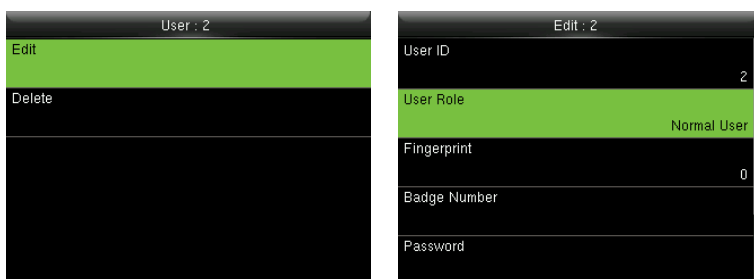 User : 2
Edit
Delete
Edit : 2
User ID
2
User Role
Normal User
Fingerprint
0
Badge Number
Password